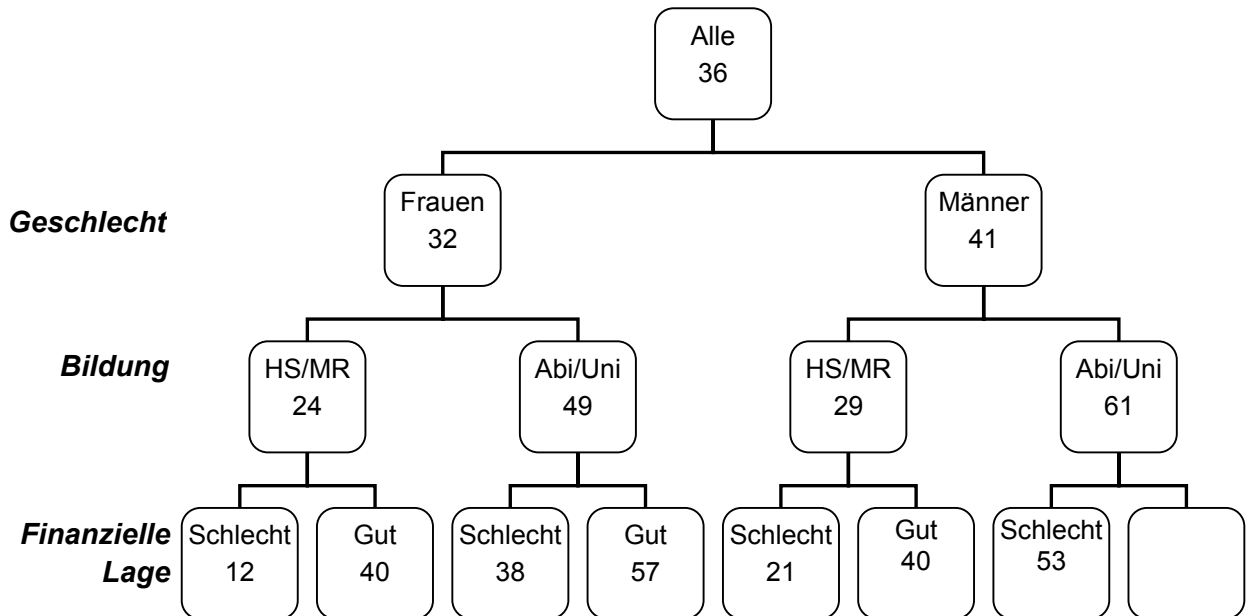 Alle
36
Geschlecht
Frauen
32
Männer
41
Bildung
HS/MR
24
Abi/Uni
49
HS/MR
29
Abi/Uni
61
Finanzielle
Lage
Schlecht
12
Gut
40
Schlecht
38
Gut
57
Schlecht
21
Gut
40
Schlecht
53